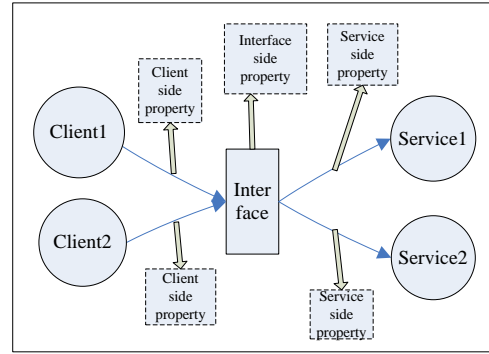 Client
side
property
Interface
side
property
Service
side
property
Client1
Service1
Inter
face
Client2
Service2
Client
side
property
Service
side
property